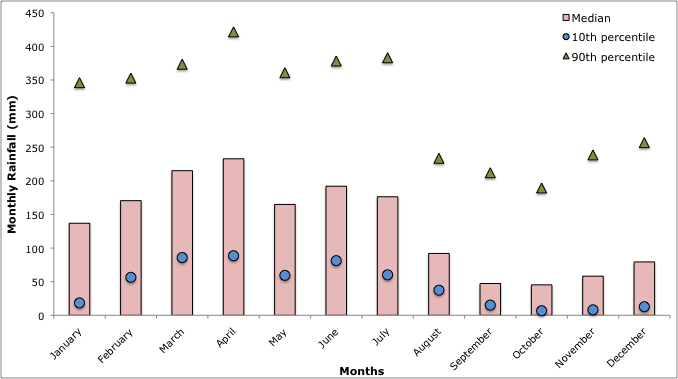 450
400
350
300
250
200
150
100
50
0
Monthly Rainfall (mm)
Median
10th percentile
90th percentile
January
February
March
April
May
June
July
August
September
October
November
December
Months